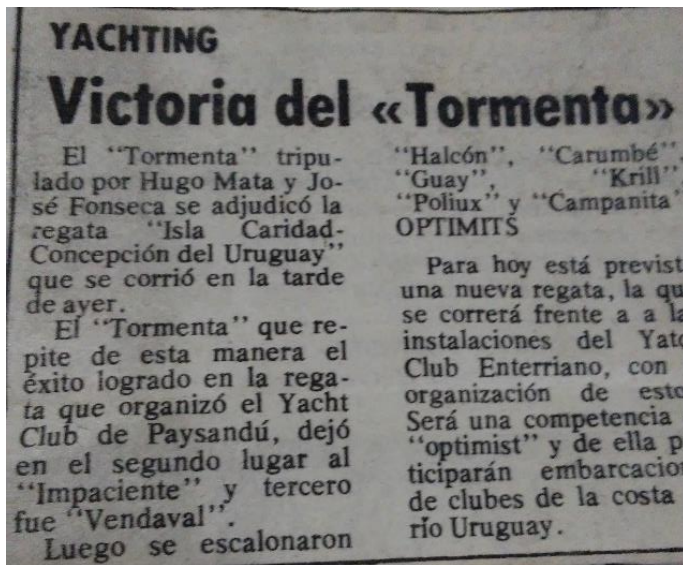 YACHTING
Victoria del «Tormenta»
El "Tormenta" tripu-
lado por Hugo Mata y Jo-
sé Fonseca se adjudicó la
regata "Isla Caridad-
Concepción del Uruguay"
que se corrió en la tarde
de ayer.
El "Tormenta" que re-
pite de esta manera el
éxito logrado en la rega-
ta que organizó el Yacht
Club de Paysandú, dejó
en el segundo lugar al
"Impaciente" y tercero
fue "Vendaval".
Luego se escalonaron
"Halcón", "Carumbé",
"Guay", "Krill"
"Poliux" y "Campanita"
OPTIMITS
Para hoy está previst
una nueva regata, la qu
se correrá frente a a la
instalaciones del Yato
Club Enterriano, con
organización de esto
Será una competencia
"optimist" y de ella p
ticiparán embarcacion
de clubes de la costa
río Uruguay.